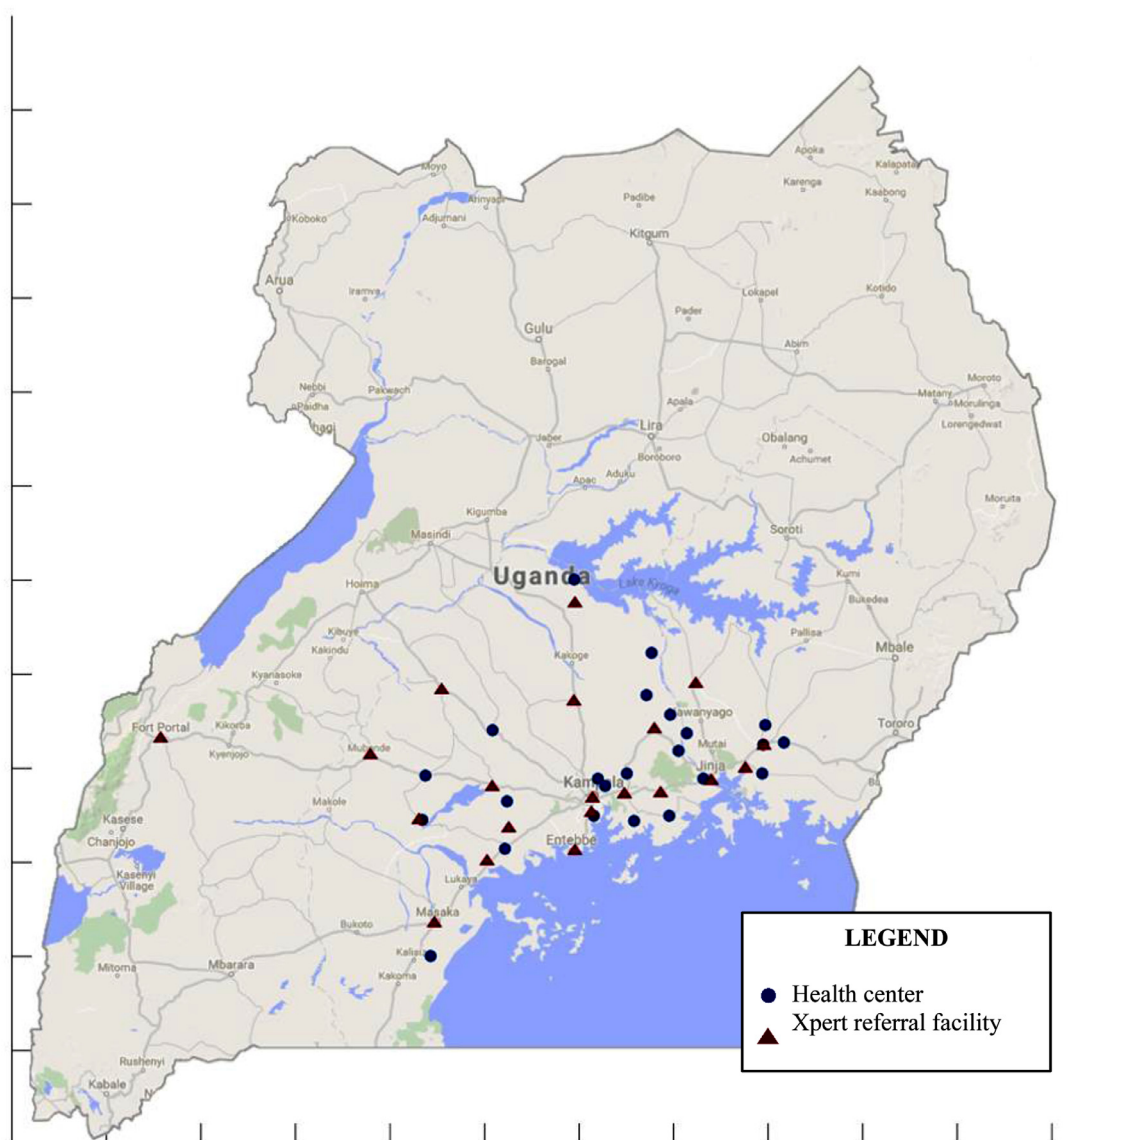 Apoka
Kalapata
Moyo
Karenga
Kaabong
Padibe
Arinyapi
Koboko
Adjumani
Kitgum
Arua
Iramva
Lokapel
Kotido
Pader
Gulu
Abim
Barogal
Moroto
Nebbi
Pakwach
Matany
Apala
Morulinga
Paidha
Lorengedwat
hagi
Lira
Jaber
Obalang
Boroboro
Achumet
Apac
Aduku
Moruita
Kigumba
Masindi
Soroti
Uganda
Kumi
Hoima
Lake Kyoga
Bukedea
Kibuye
Pallisa
Kakindu
Kakoge
Mbale
Kyanasoke
Kawanyago
Fort Portal
Kikorba
Tororo
Kyenjojo
Mubende
Mutai
Jinja
Kampala
Makole
Kasese
Chanjojo
Entebbe
Kasenyi
Village
Lukaya
Masaka
Bukoto
Kalisu
Mitoma
Mbarara
Kakoma
Rushenyi
Kabale
LEGEND
Health center
Xpert referral facility